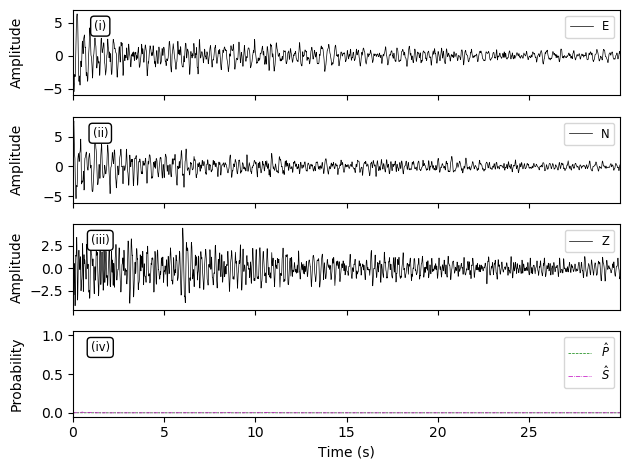 (i)
E
Amplitude
5
0
−5
(ii)
N
Amplitude
5
0
−5
(iii)
Z
Amplitude
2.5
0.0
−2.5
(iv)
P̂
Ŝ
Probability
1.0
0.5
0.0
0 5 10 15 20 25
Time (s)